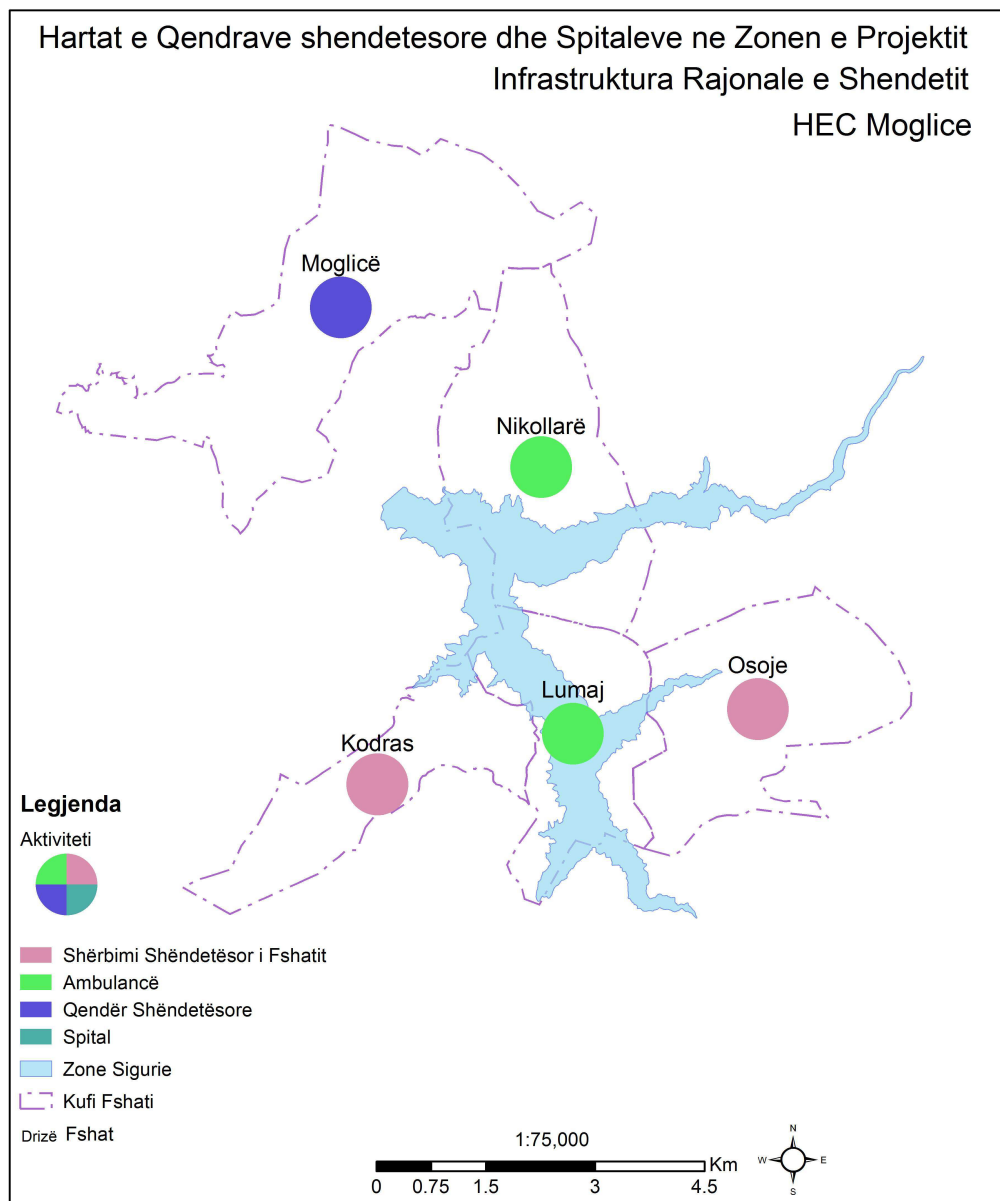 Hartat e Qendrave shendetesore dhe Spitaleve ne Zonen e Projektit
Infrastruktura Rajonale e Shendetit
HEC Moglice
Moglicë
Nikollarë
Osoje
Lumaj
Kodras
Legjenda
Aktiviteti
Shërbimi Shëndetësor i Fshatit
Ambulancë
Qendër Shëndetësore
Spital
Zone Sigurie
Kufi Fshati
Drizë Fshat
1:75,000
Km
0 0.75 1.5 3 4.5
N
W E
S